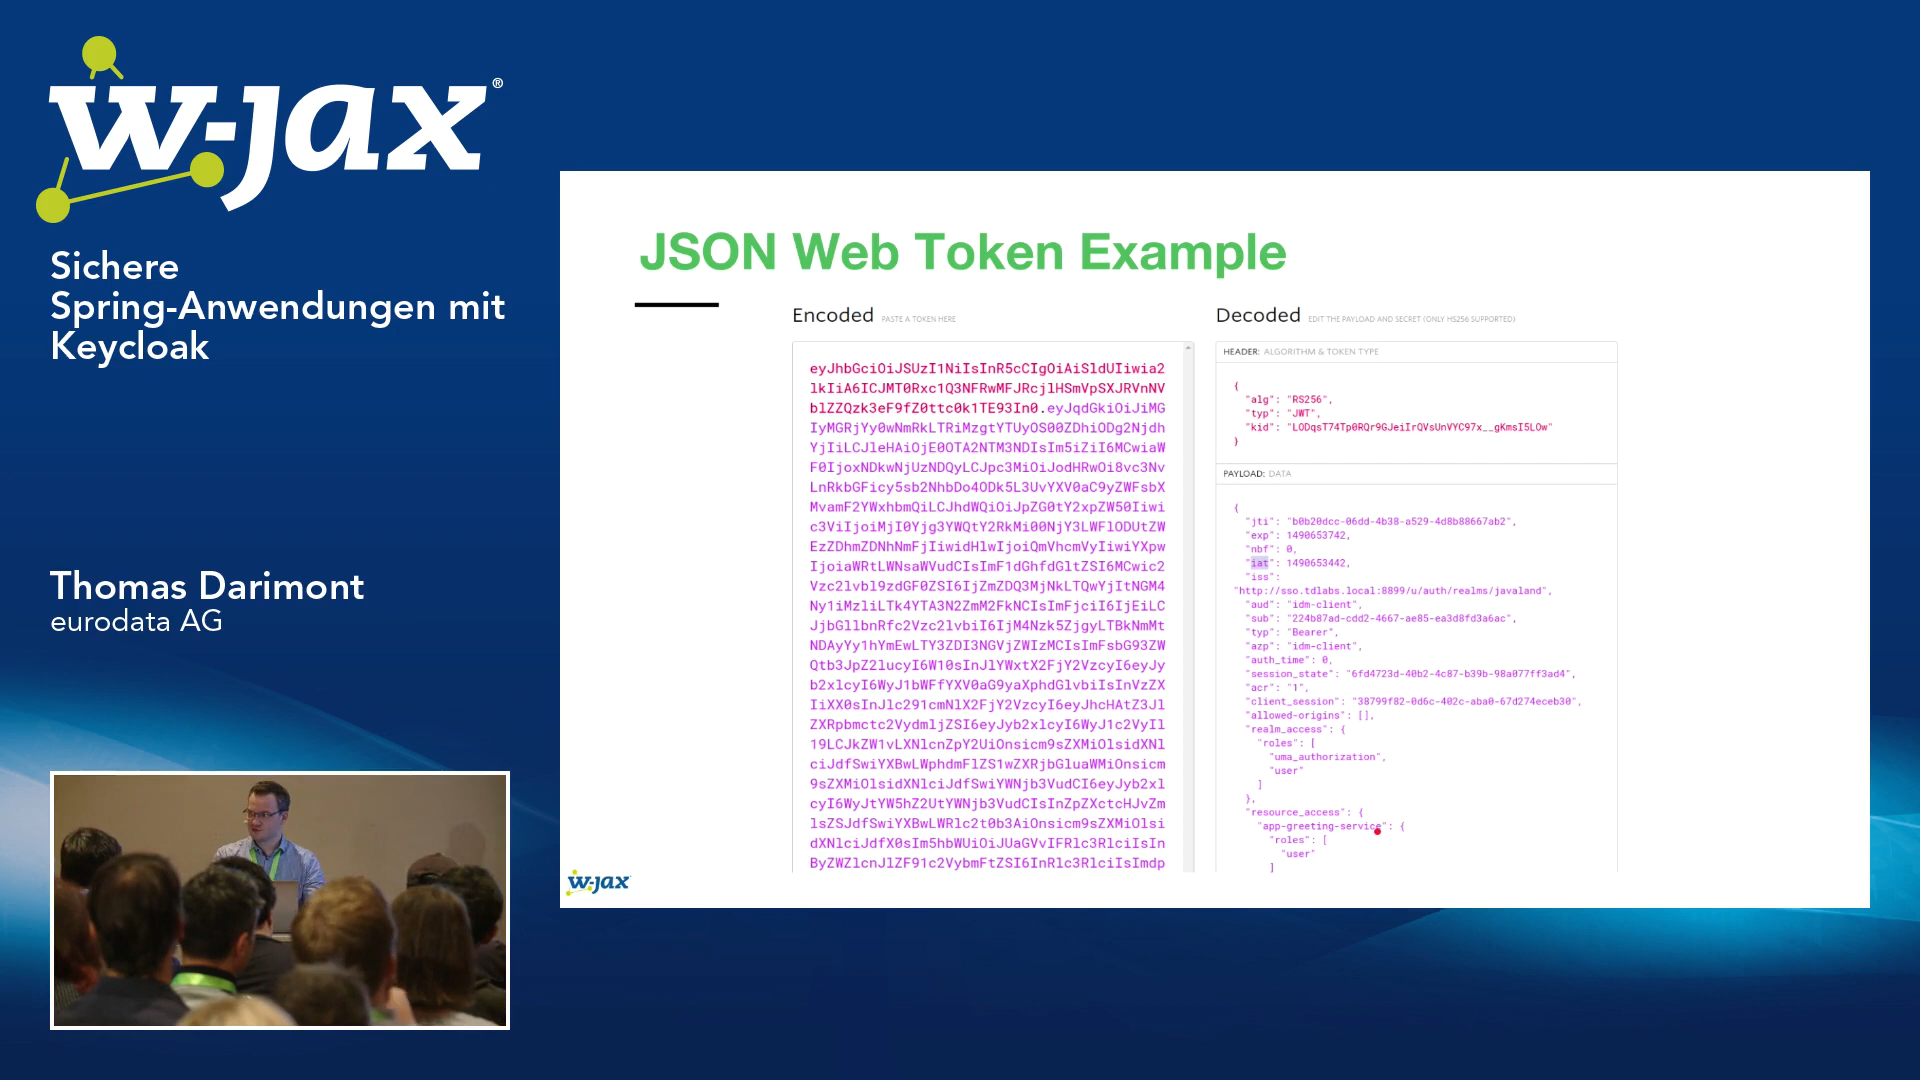 w-jax®
Sichere
Spring-Anwendungen mit
Keycloak
Thomas Darimont
eurodata AG
JSON Web Token Example
Encoded PASTE A TOKEN HERE
eyJhbGciOiJSUzI1NiIsInR5cCIgOiAiSldUIiwia2
lkIiA6ICJMT0Rxc1Q3NFRwMFJRcjlHSmVpSXJRVnNV
blZZQzk3eF9fZ0ttc0k1TE93In0.eyJqdGkiOiJiMG
IyMGRjYy0wNmRkLTRiMzgtYTUyOS00ZDhiODg2Njdh
YjIiLCJleHAiOjE0OTA2NTM3NDIsIm5iZiI6MCwiaW
F0IjoxNDkwNjUzNDQyLCJpc3MiOiJodHRwOi8vc3Nv
LnRkbGFicy5sb2NhbDo4ODk5L3UvYXV0aC9yZWFsbX
MvamF2YWxhbmQiLCJhdWQiOiJpZG0tY2xpZW50Iiwi
c3ViIjoiMjI0Yjg3YWQtY2RkMi00NjY3LWFlODUtZW
EzZDhmZDNhNmFjIiwidHlwIjoiQmVhcmVyIiwiYXpw
IjoiaWRtLWNsaWVudCIsImF1dGhfdGltZSI6MCwic2
Vzc2lvbl9zdGF0ZSI6IjZmZDQ3MjNkLTQwYjItNGM4
Ny1iMzliLTk4YTA3N2ZmM2FkNCIsImFjciI6IjEiLC
JjbGllbnRfc2Vzc2lvbiI6IjM4Nzk5ZjgyLTBkNmMt
NDAyYy1hYmEwLTY3ZDI3NGVjZWIzMCIsImFsbG93ZW
Qtb3JpZ2lucyI6W10sInJlYWxtX2FjY2VzcyI6eyJy
b2xlcyI6WyJ1bWFfYXV0aG9yaXphdGlvbiIsInVzZX
IiXX0sInJlc291cmNlX2FjY2VzcyI6eyJhcHAtZ3Jl
ZXRpbmctc2VydmljZSI6eyJyb2xlcyI6WyJ1c2VyIl
19LCJkZW1vLXNlcnZpY2UiOnsicm9sZXMiOlsidXNl
ciJdfSwiYXBwLWphdmFlZS1wZXRjbGluaWMiOnsicm
9sZXMiOlsidXNlciJdfSwiYWNjb3VudCI6eyJyb2xl
cyI6WyJtYW5hZ2UtYWNjb3VudCIsInZpZXctcHJvZm
lsZSJdfSwiYXBwLWRlc2t0b3AiOnsicm9sZXMiOlsi
dXNlciJdfX0sIm5hbWUiOiJUaGVvIFRlc3RlciIsIn
ByZWZlcnJlZF91c2VybmFtZSI6InRlc3RlciIsImdp
Decoded EDIT THE PAYLOAD AND SECRET (ONLY HS256 SUPPORTED)
HEADER: ALGORITHM & TOKEN TYPE
{
"alg": "RS256",
"typ": "JWT",
"kid": "LODqsT74Tp0RQr9GJeiIrQVsUnVYC97x__gKmsI5LOw"
}
PAYLOAD: DATA
{
"jti": "b0b20dcc-06dd-4b38-a529-4d8b88667ab2",
"exp": 1490653742,
"nbf": 0,
"iat": 1490653442,
"iss":
"http://sso.tdlabs.local:8899/u/auth/realms/javaland",
"aud": "idm-client",
"sub": "224b87ad-cdd2-4667-ae85-ea3d8fd3a6ac",
"typ": "Bearer",
"azp": "idm-client",
"auth_time": 0,
"session_state": "6fd4723d-40b2-4c87-b39b-98a077ff3ad4",
"acr": "1",
"client_session": "38799f82-0d6c-402c-aba0-67d274eceb30",
"allowed-origins": [],
"realm_access": {
"roles": [
"uma_authorization",
"user"
]
},
"resource_access": {
"app-greeting-service": {
"roles": [
"user"
]
w-jax